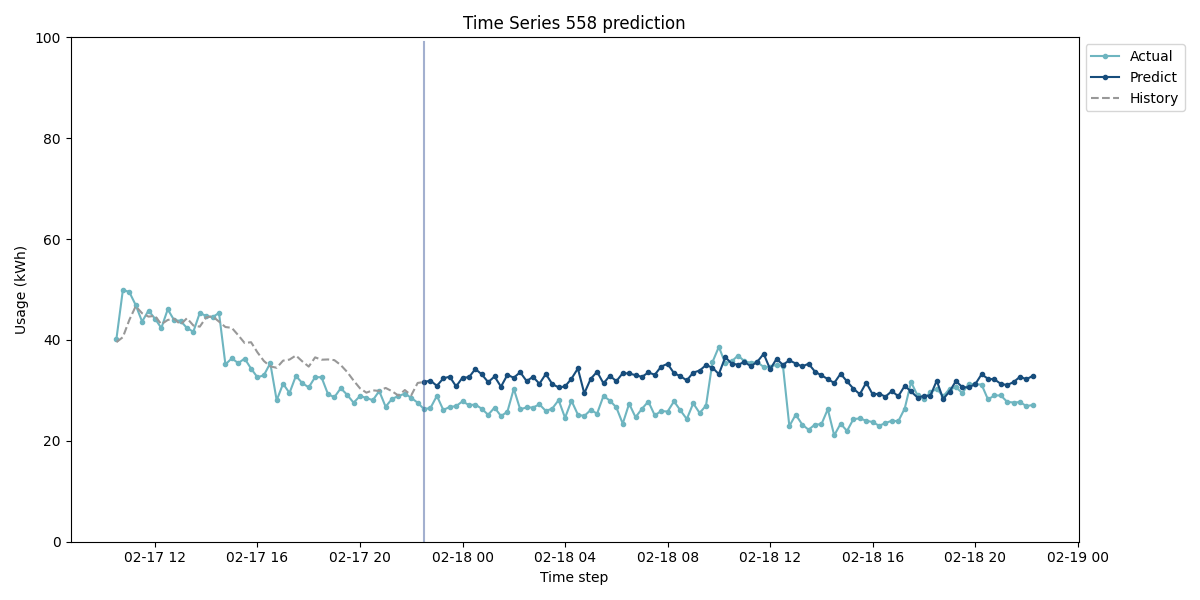 Time Series 558 prediction
Usage (kWh)
100
80
60
40
20
0
02-17 12
02-17 16
02-17 20
02-18 00
02-18 04
02-18 08
02-18 12
02-18 16
02-18 20
02-19 00
Time step
Actual
Predict
History